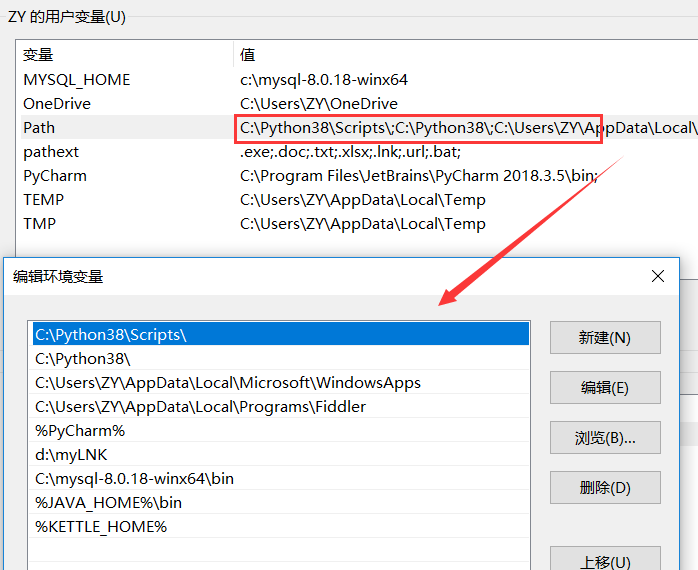 ZY 的用户变量(U)
变量 值
MYSQL_HOME c:\mysql-8.0.18-winx64
OneDrive C:\Users\ZY\OneDrive
Path C:\Python38\Scripts\;C:\Python38\;C:\Users\ZY\AppData\Local\
pathext .exe;.doc;.txt;.xlsx;.lnk;.url;.bat;
PyCharm C:\Program Files\JetBrains\PyCharm 2018.3.5\bin;
TEMP C:\Users\ZY\AppData\Local\Temp
TMP C:\Users\ZY\AppData\Local\Temp
编辑环境变量
C:\Python38\Scripts\
C:\Python38\
C:\Users\ZY\AppData\Local\Microsoft\WindowsApps
C:\Users\ZY\AppData\Local\Programs\Fiddler
%PyCharm%
d:\myLNK
C:\mysql-8.0.18-winx64\bin
%JAVA_HOME%\bin
%KETTLE_HOME%
新建(N)
编辑(E)
浏览(B)...
删除(D)
上移(U)